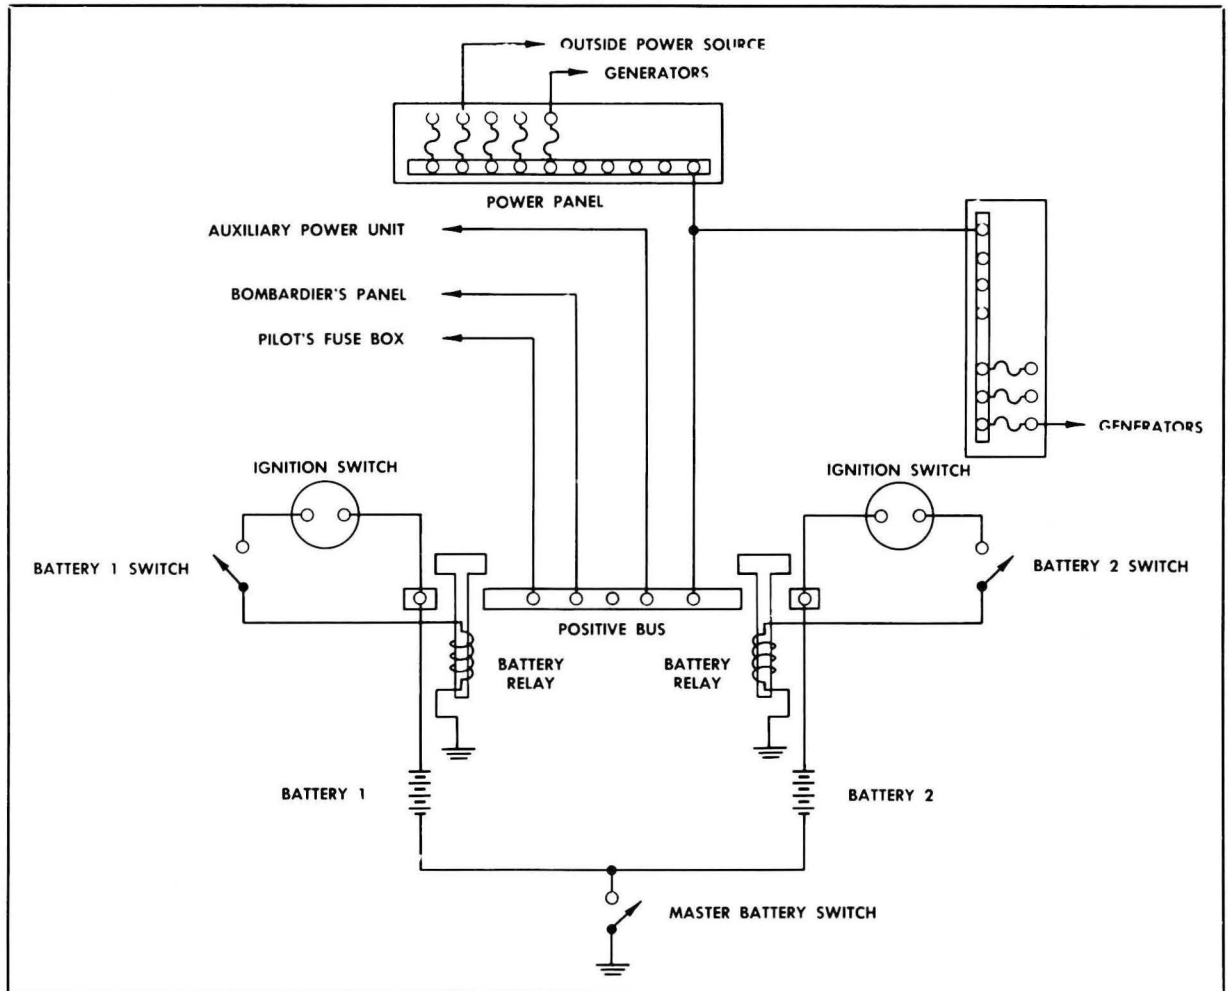 OUTSIDE POWER SOURCE
GENERATORS
POWER PANEL
AUXILIARY POWER UNIT
BOMBARDIER'S PANEL
PILOT'S FUSE BOX
GENERATORS
IGNITION SWITCH
IGNITION SWITCH
BATTERY 1 SWITCH
BATTERY 2 SWITCH
POSITIVE BUS
BATTERY
RELAY
BATTERY
RELAY
BATTERY 1
BATTERY 2
MASTER BATTERY SWITCH